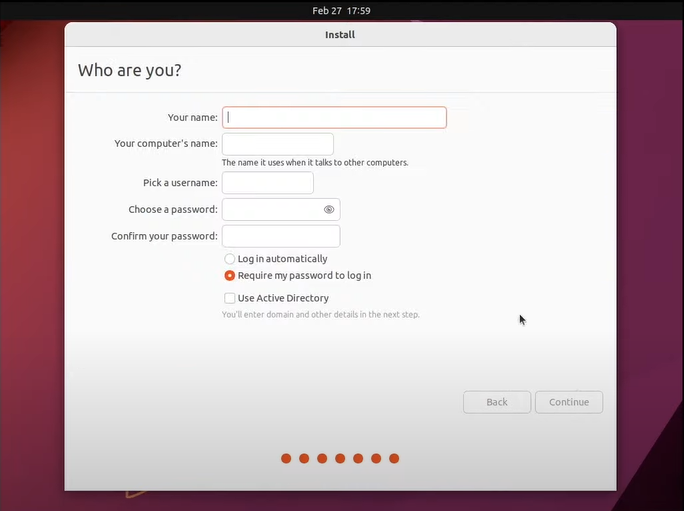 Feb 27 17:59
Install
Who are you?
Your name:
Your computer's name:
The name it uses when it talks to other computers.
Pick a username:
Choose a password:
Confirm your password:
Log in automatically
Require my password to log in
Use Active Directory
You'll enter domain and other details in the next step.
Back Continue